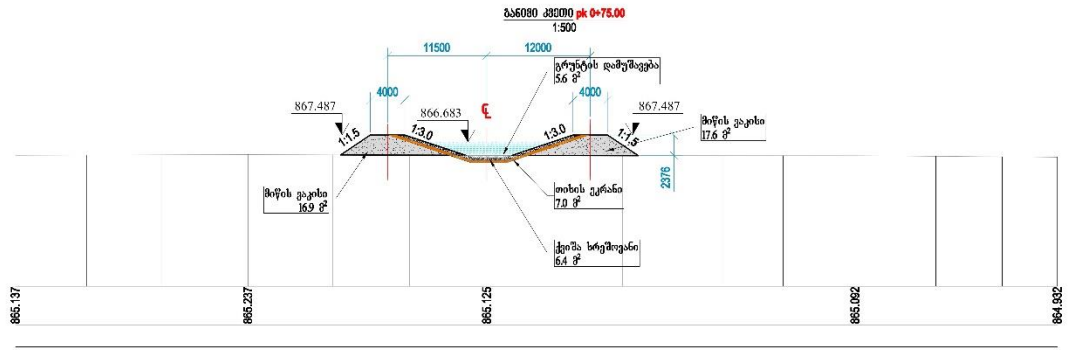 განივი კვეთი pk 0+75.00
1:500
11500
12000
გრუნტის დამუშავება
5.6 მ²
4000
4000
867.487
866.683
℄
867.487
1:1.5
1:3.0
1:3.0
1:1.5
მიწის ვაკისი
17.6 მ²
2376
მიწის ვაკისი
16.9 მ²
თიხის ეკრანი
7.0 მ²
ქვიშა ხრეშოვანი
6.4 მ²
865.137
865.237
865.125
865.092
864.932